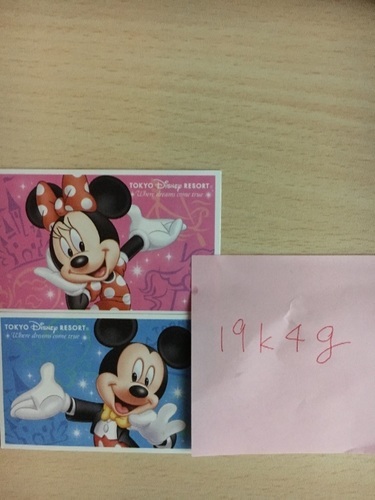 TOKYO Disney RESORT
Where dreams come true
TOKYO Disney RESORT
Where dreams come true
19k4g